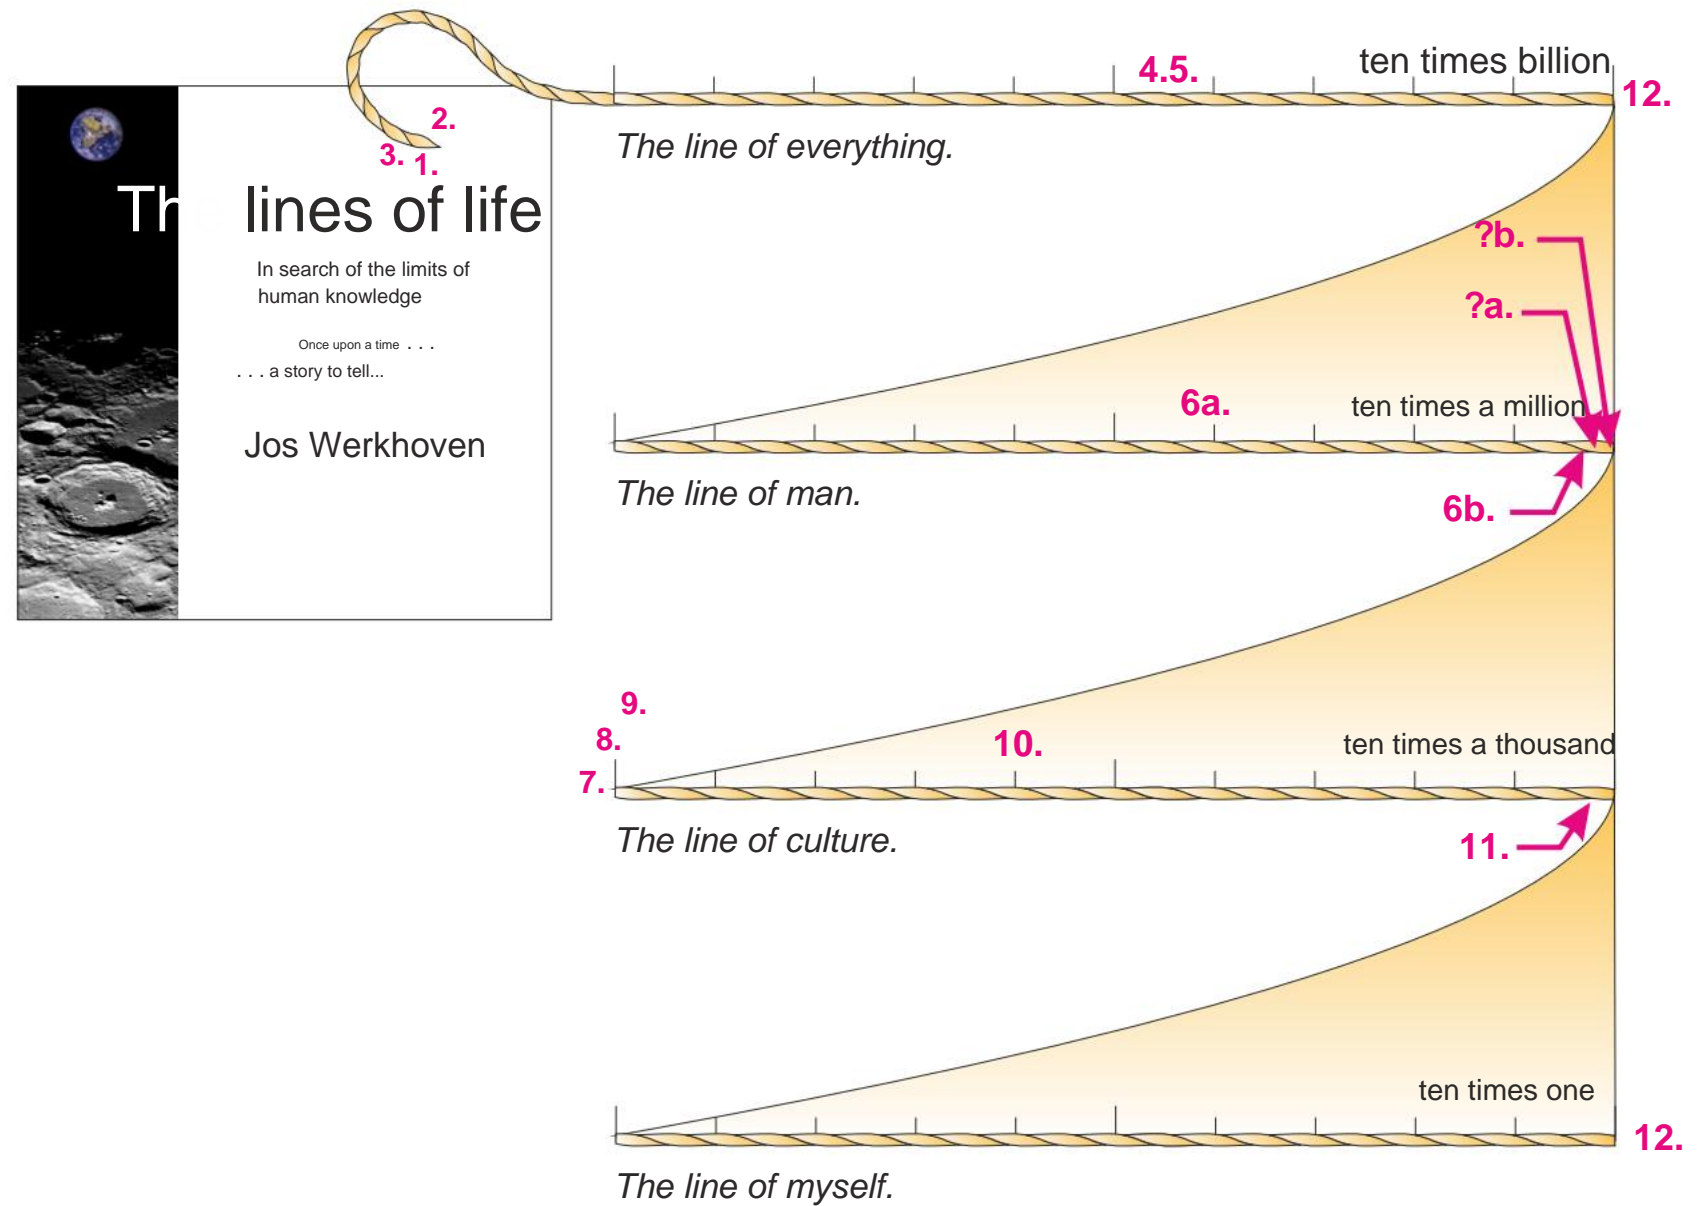 2.
3. 1.
The lines of life
In search of the limits of
human knowledge
Once upon a time . . .
. . . a story to tell...
Jos Werkhoven
4.5.
ten times billion
12.
The line of everything.
?b.
?a.
6a.
ten times a million
The line of man.
6b.
9.
8.
7.
10.
ten times a thousand
The line of culture.
11.
ten times one
12.
The line of myself.